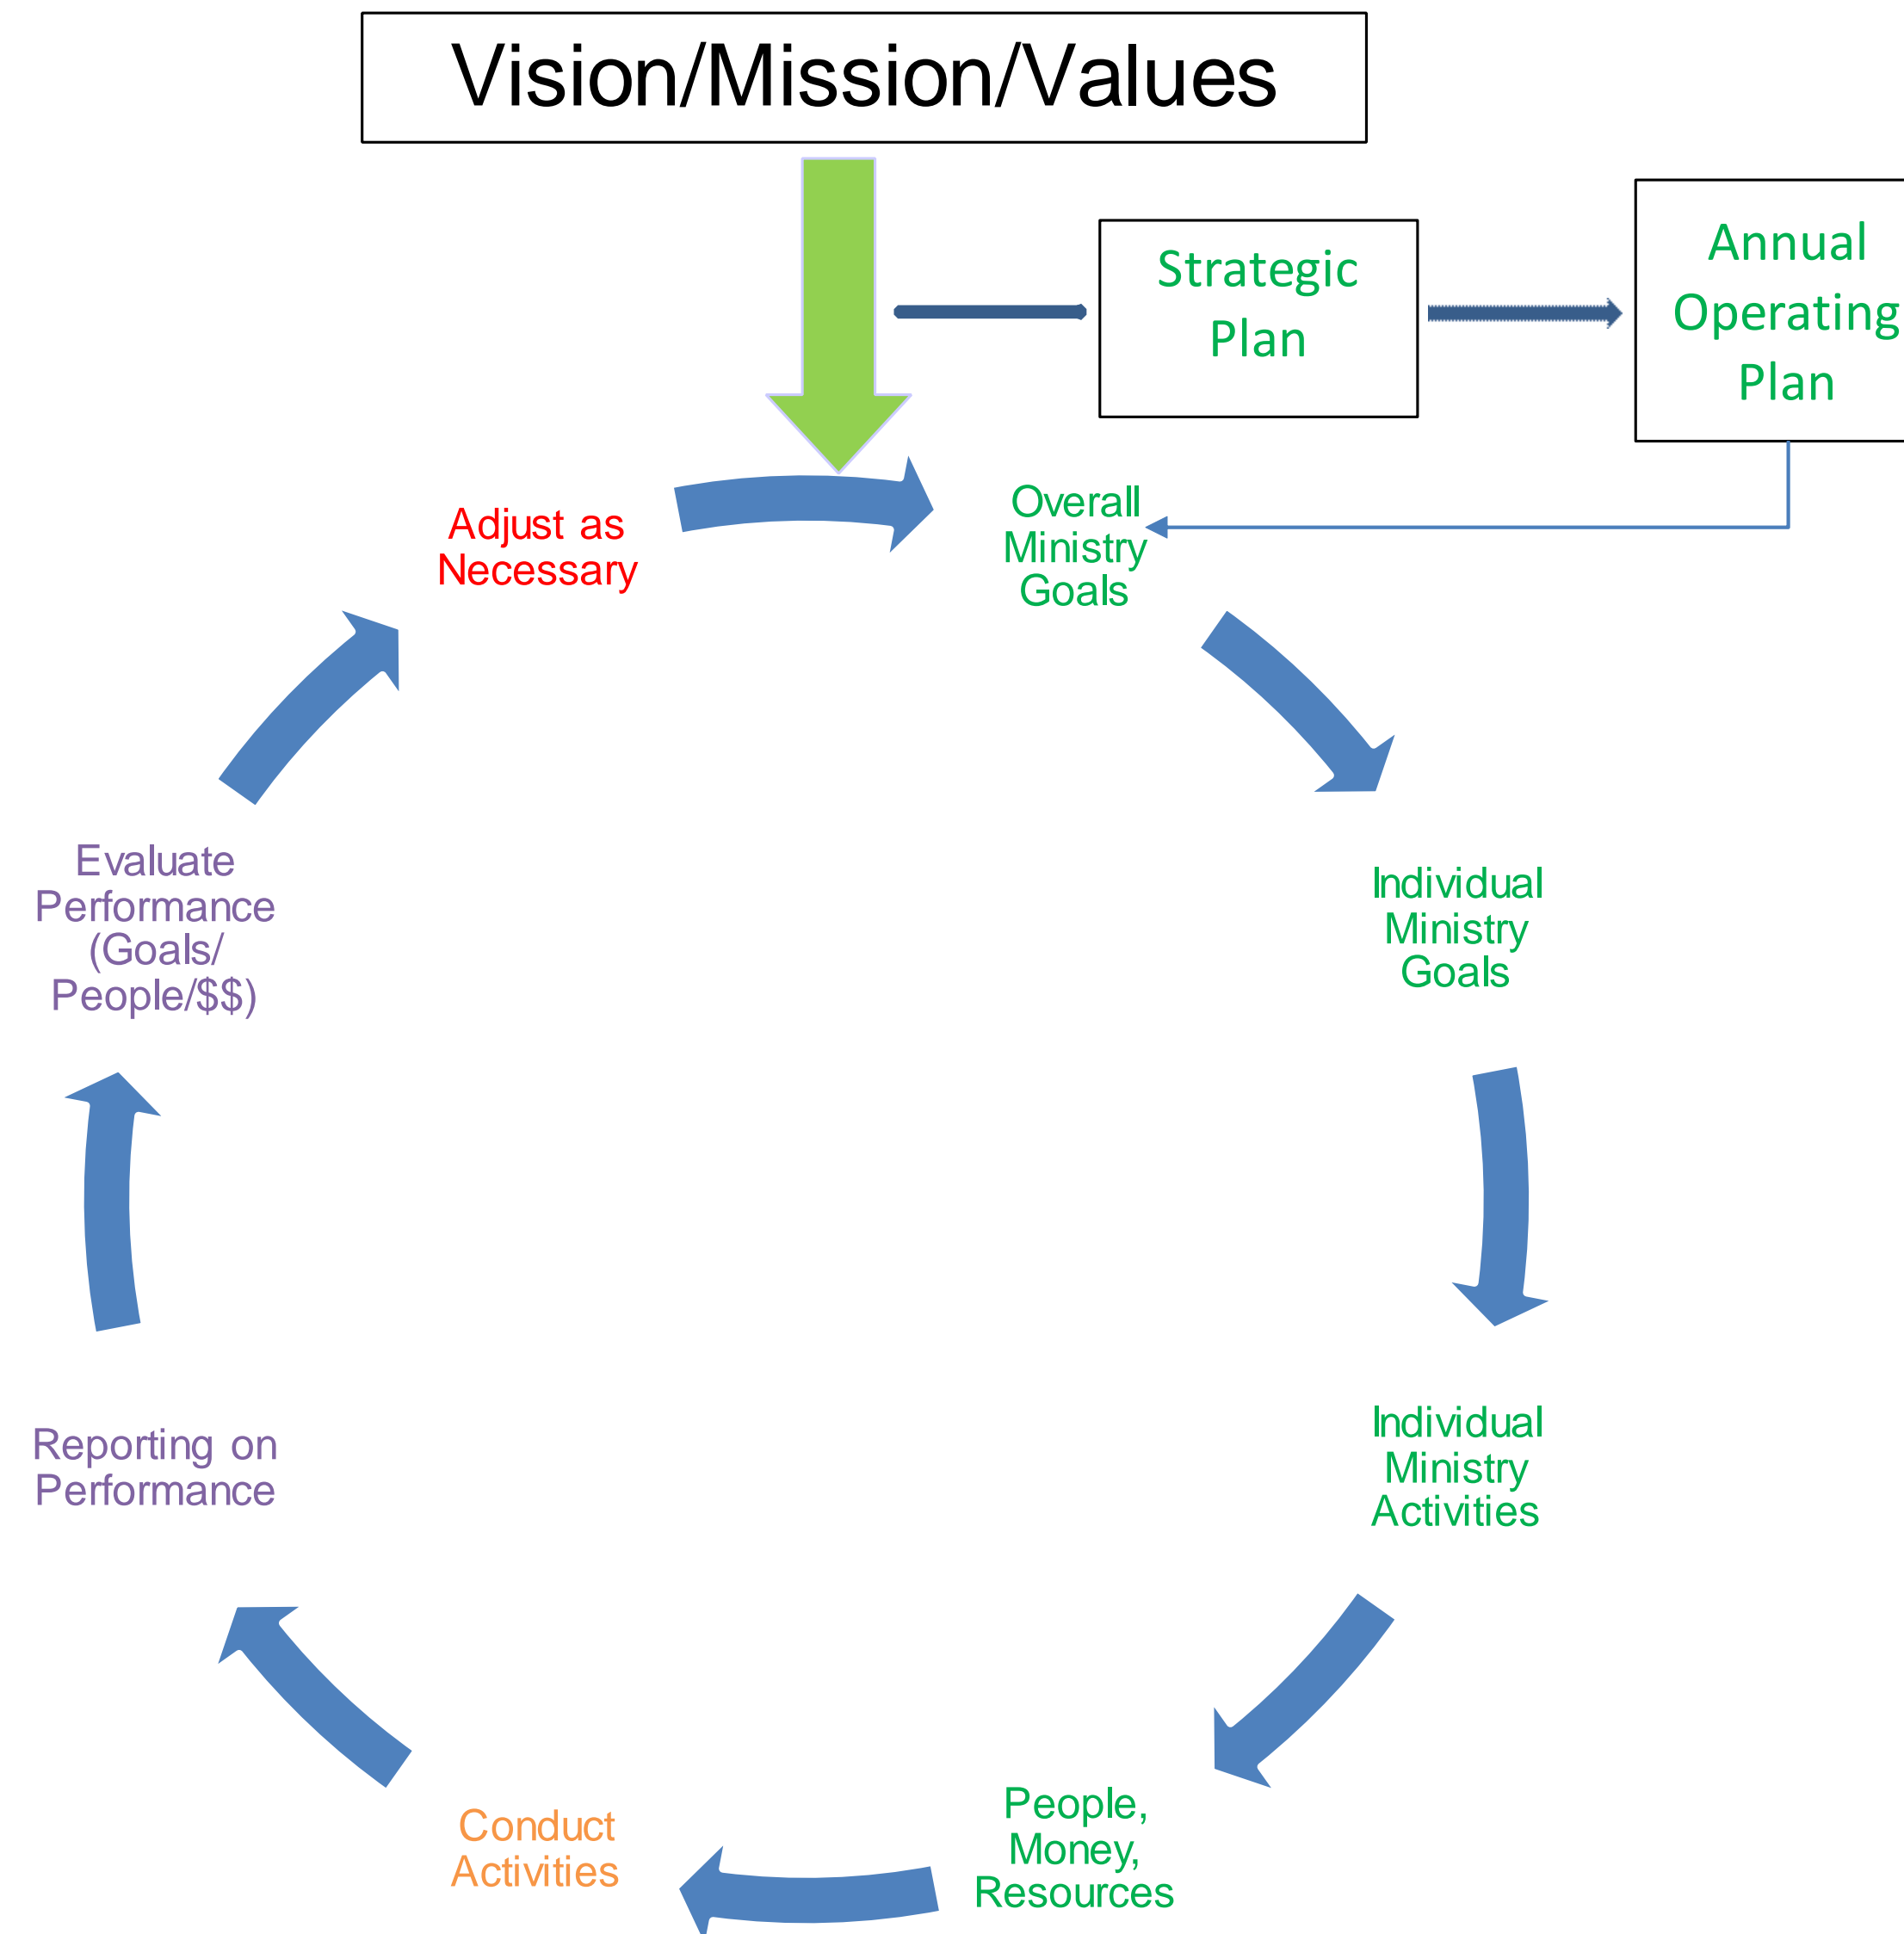 Vision/Mission/Values
Strategic
Plan
Annual
Operating
Plan
Overall
Ministry
Goals
Individual
Ministry
Goals
Individual
Ministry
Activities
People,
Money,
Resources
Conduct
Activities
Reporting on
Performance
Evaluate
Performance
(Goals/
People/$$)
Adjust as
Necessary